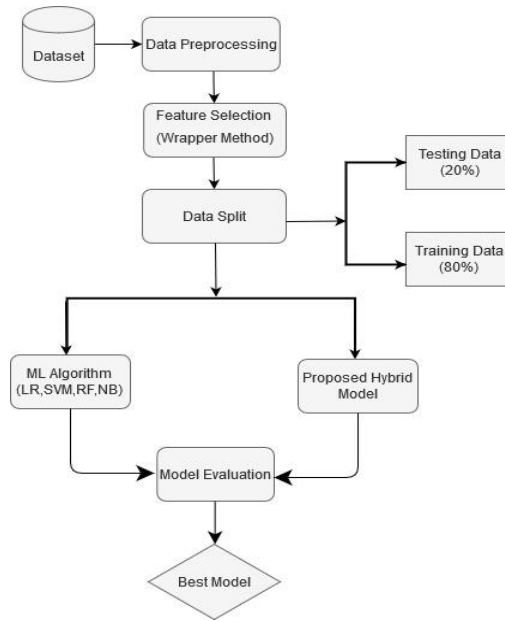 Dataset
Data Preprocessing
Feature Selection
(Wrapper Method)
Data Split
Testing Data
(20%)
Training Data
(80%)
ML Algorithm
(LR,SVM,RF,NB)
Proposed Hybrid
Model
Model Evaluation
Best Model